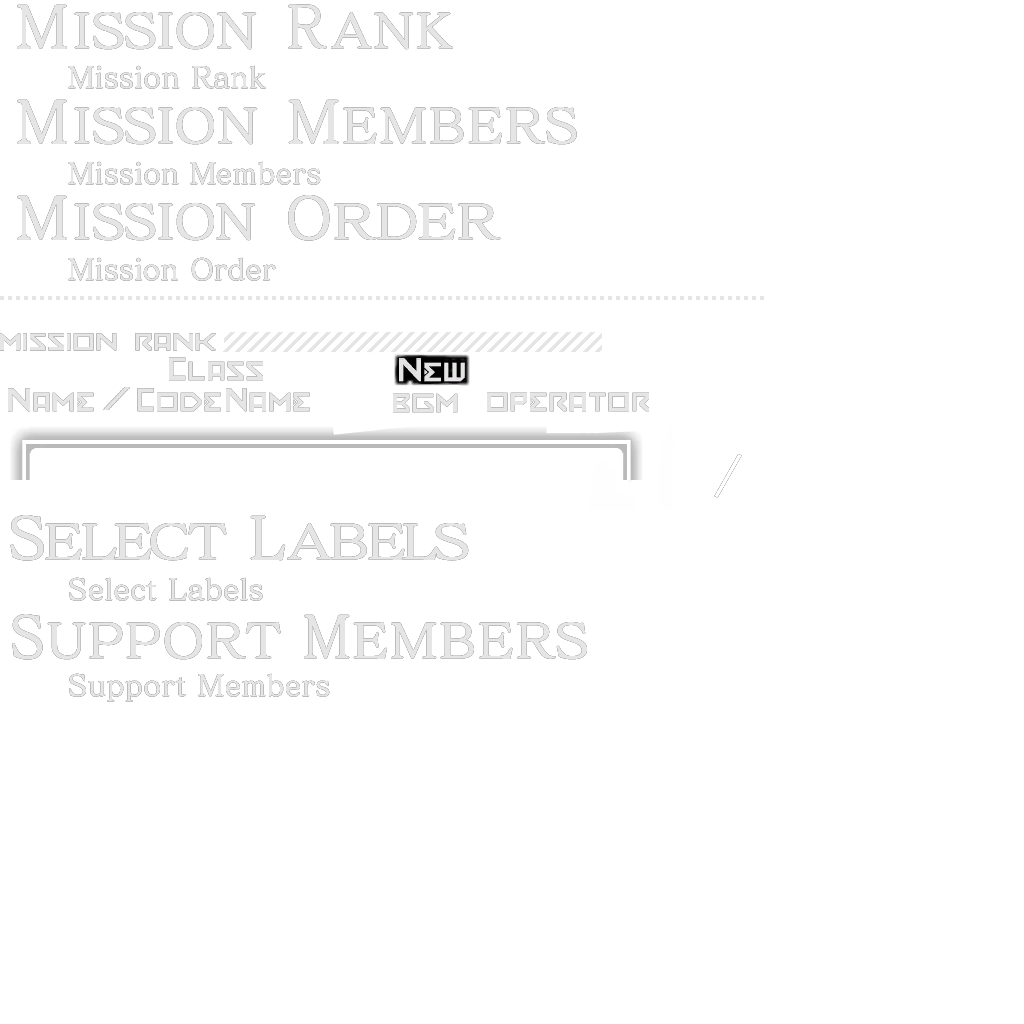 Mission Rank
Mission Rank
Mission Members
Mission Members
Mission Order
Mission Order
MISSION RANK
CLASS
NEW
NAME / CODENAME
BGM
OPERATOR
/
Select Labels
Select Labels
Support Members
Support Members